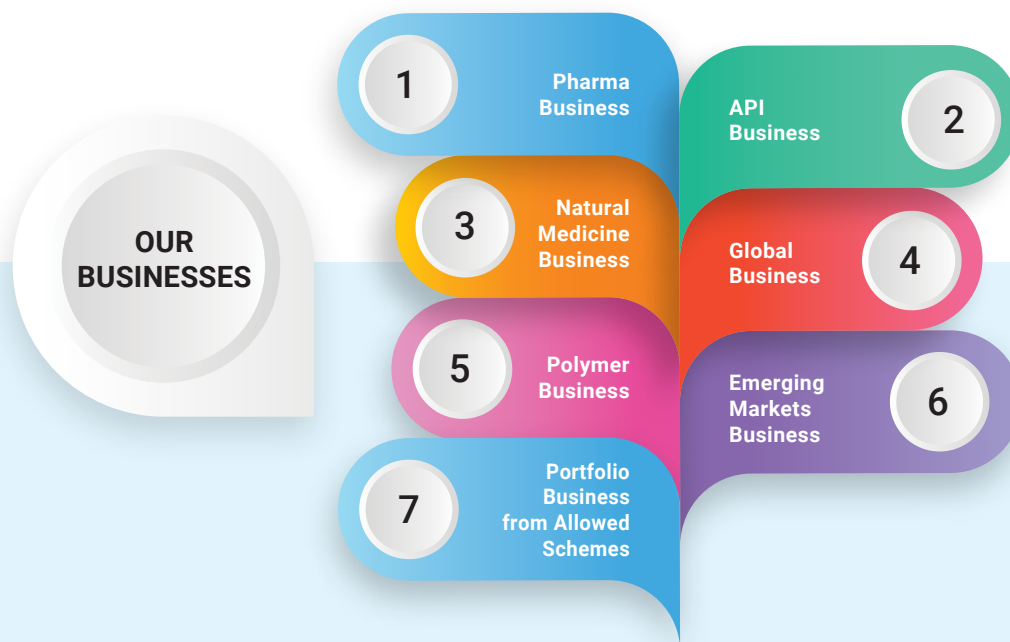 OUR
BUSINESSES
1
Pharma
Business
API
Business
2
3
Natural
Medicine
Business
Global
Business
4
5
Polymer
Business
Emerging
Markets
Business
6
7
Portfolio
Business
from Allowed
Schemes